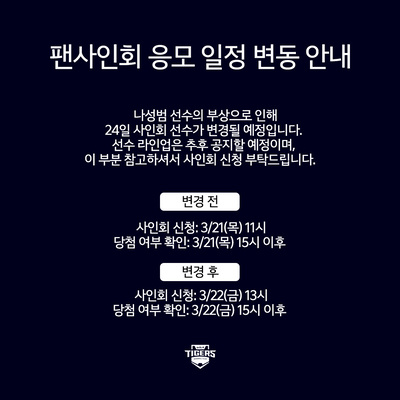 팬사인회 응모 일정 변동 안내
나성범 선수의 부상으로 인해
24일 사인회 선수가 변경될 예정입니다.
선수 라인업은 추후 공지할 예정이며,
이 부분 참고하셔서 사인회 신청 부탁드립니다.
변경 전
사인회 신청: 3/21(목) 11시
당첨 여부 확인: 3/21(목) 15시 이후
변경 후
사인회 신청: 3/22(금) 13시
당첨 여부 확인: 3/22(금) 15시 이후
TIGERS